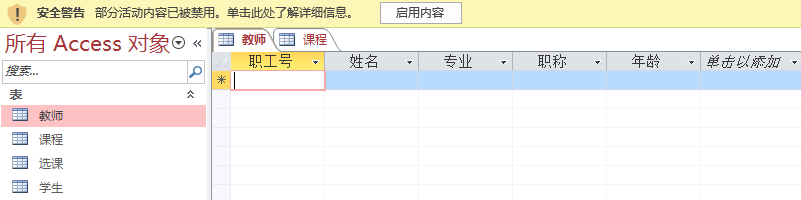 安全警告 部分活动内容已被禁用。单击此处了解详细信息。 启用内容
所有 Access 对象
搜索...
表
教师
课程
选课
学生
教师 课程
职工号 姓名 专业 职称 年龄 单击以添加